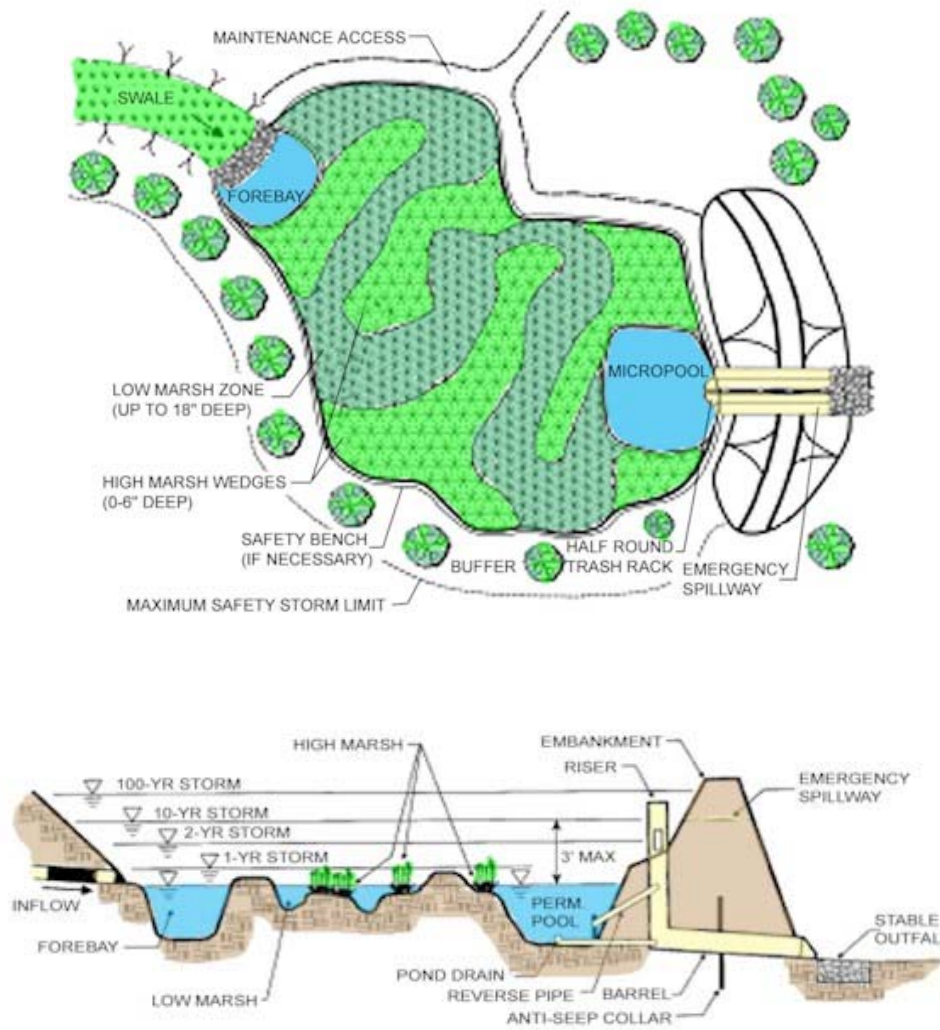 MAINTENANCE ACCESS
SWALE
FOREBAY
MICROPOOL
LOW MARSH ZONE
(UP TO 18" DEEP)
HIGH MARSH WEDGES
(0-6" DEEP)
SAFETY BENCH
(IF NECESSARY)
BUFFER
HALF ROUND
TRASH RACK
EMERGENCY
SPILLWAY
MAXIMUM SAFETY STORM LIMIT
HIGH MARSH
EMBANKMENT
RISER
EMERGENCY
SPILLWAY
100-YR STORM
10-YR STORM
2-YR STORM
1-YR STORM
3' MAX
INFLOW
PERM.
POOL
STABLE
OUTFAL
FOREBAY
LOW MARSH
POND DRAIN
REVERSE PIPE
BARREL
ANTI-SEEP COLLAR